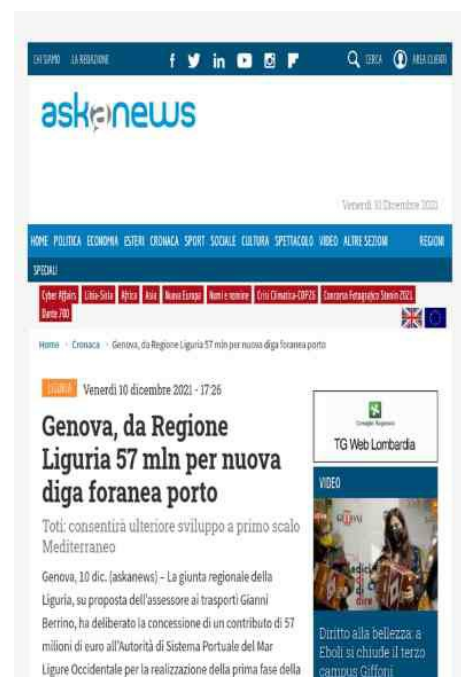 CHI SIAMO LA REDAZIONE
CERCA AREA CLIENTI
askanews
Venerdì 10 Dicembre 2021
HOME POLITICA ECONOMIA ESTERI CRONACA SPORT SOCIALE CULTURA SPETTACOLO VIDEO ALTRE SEZIONI REGIONI
SPECIALI
Cyber Affairs Libia-Siria Africa Asia Nuova Europa Nomi e nomine Crisi Climatica-COP26 Concorso Fotografico Stenin 2021
Dante 700
Home Cronaca Genova, da Regione Liguria 57 mln per nuova diga foranea porto
LIGURIA Venerdì 10 dicembre 2021 - 17:26
Genova, da Regione
Liguria 57 mln per nuova
diga foranea porto
Toti: consentirà ulteriore sviluppo a primo scalo
Mediterraneo
Genova, 10 dic. (askanews) – La giunta regionale della
Liguria, su proposta dell'assessore ai trasporti Gianni
Berrino, ha deliberato la concessione di un contributo di 57
milioni di euro all'Autorità di Sistema Portuale del Mar
Ligure Occidentale per la realizzazione della prima fase della
Consiglio Regionale
TG Web Lombardia
VIDEO
Diritto alla bellezza: a
Eboli si chiude il terzo
campus Giffoni